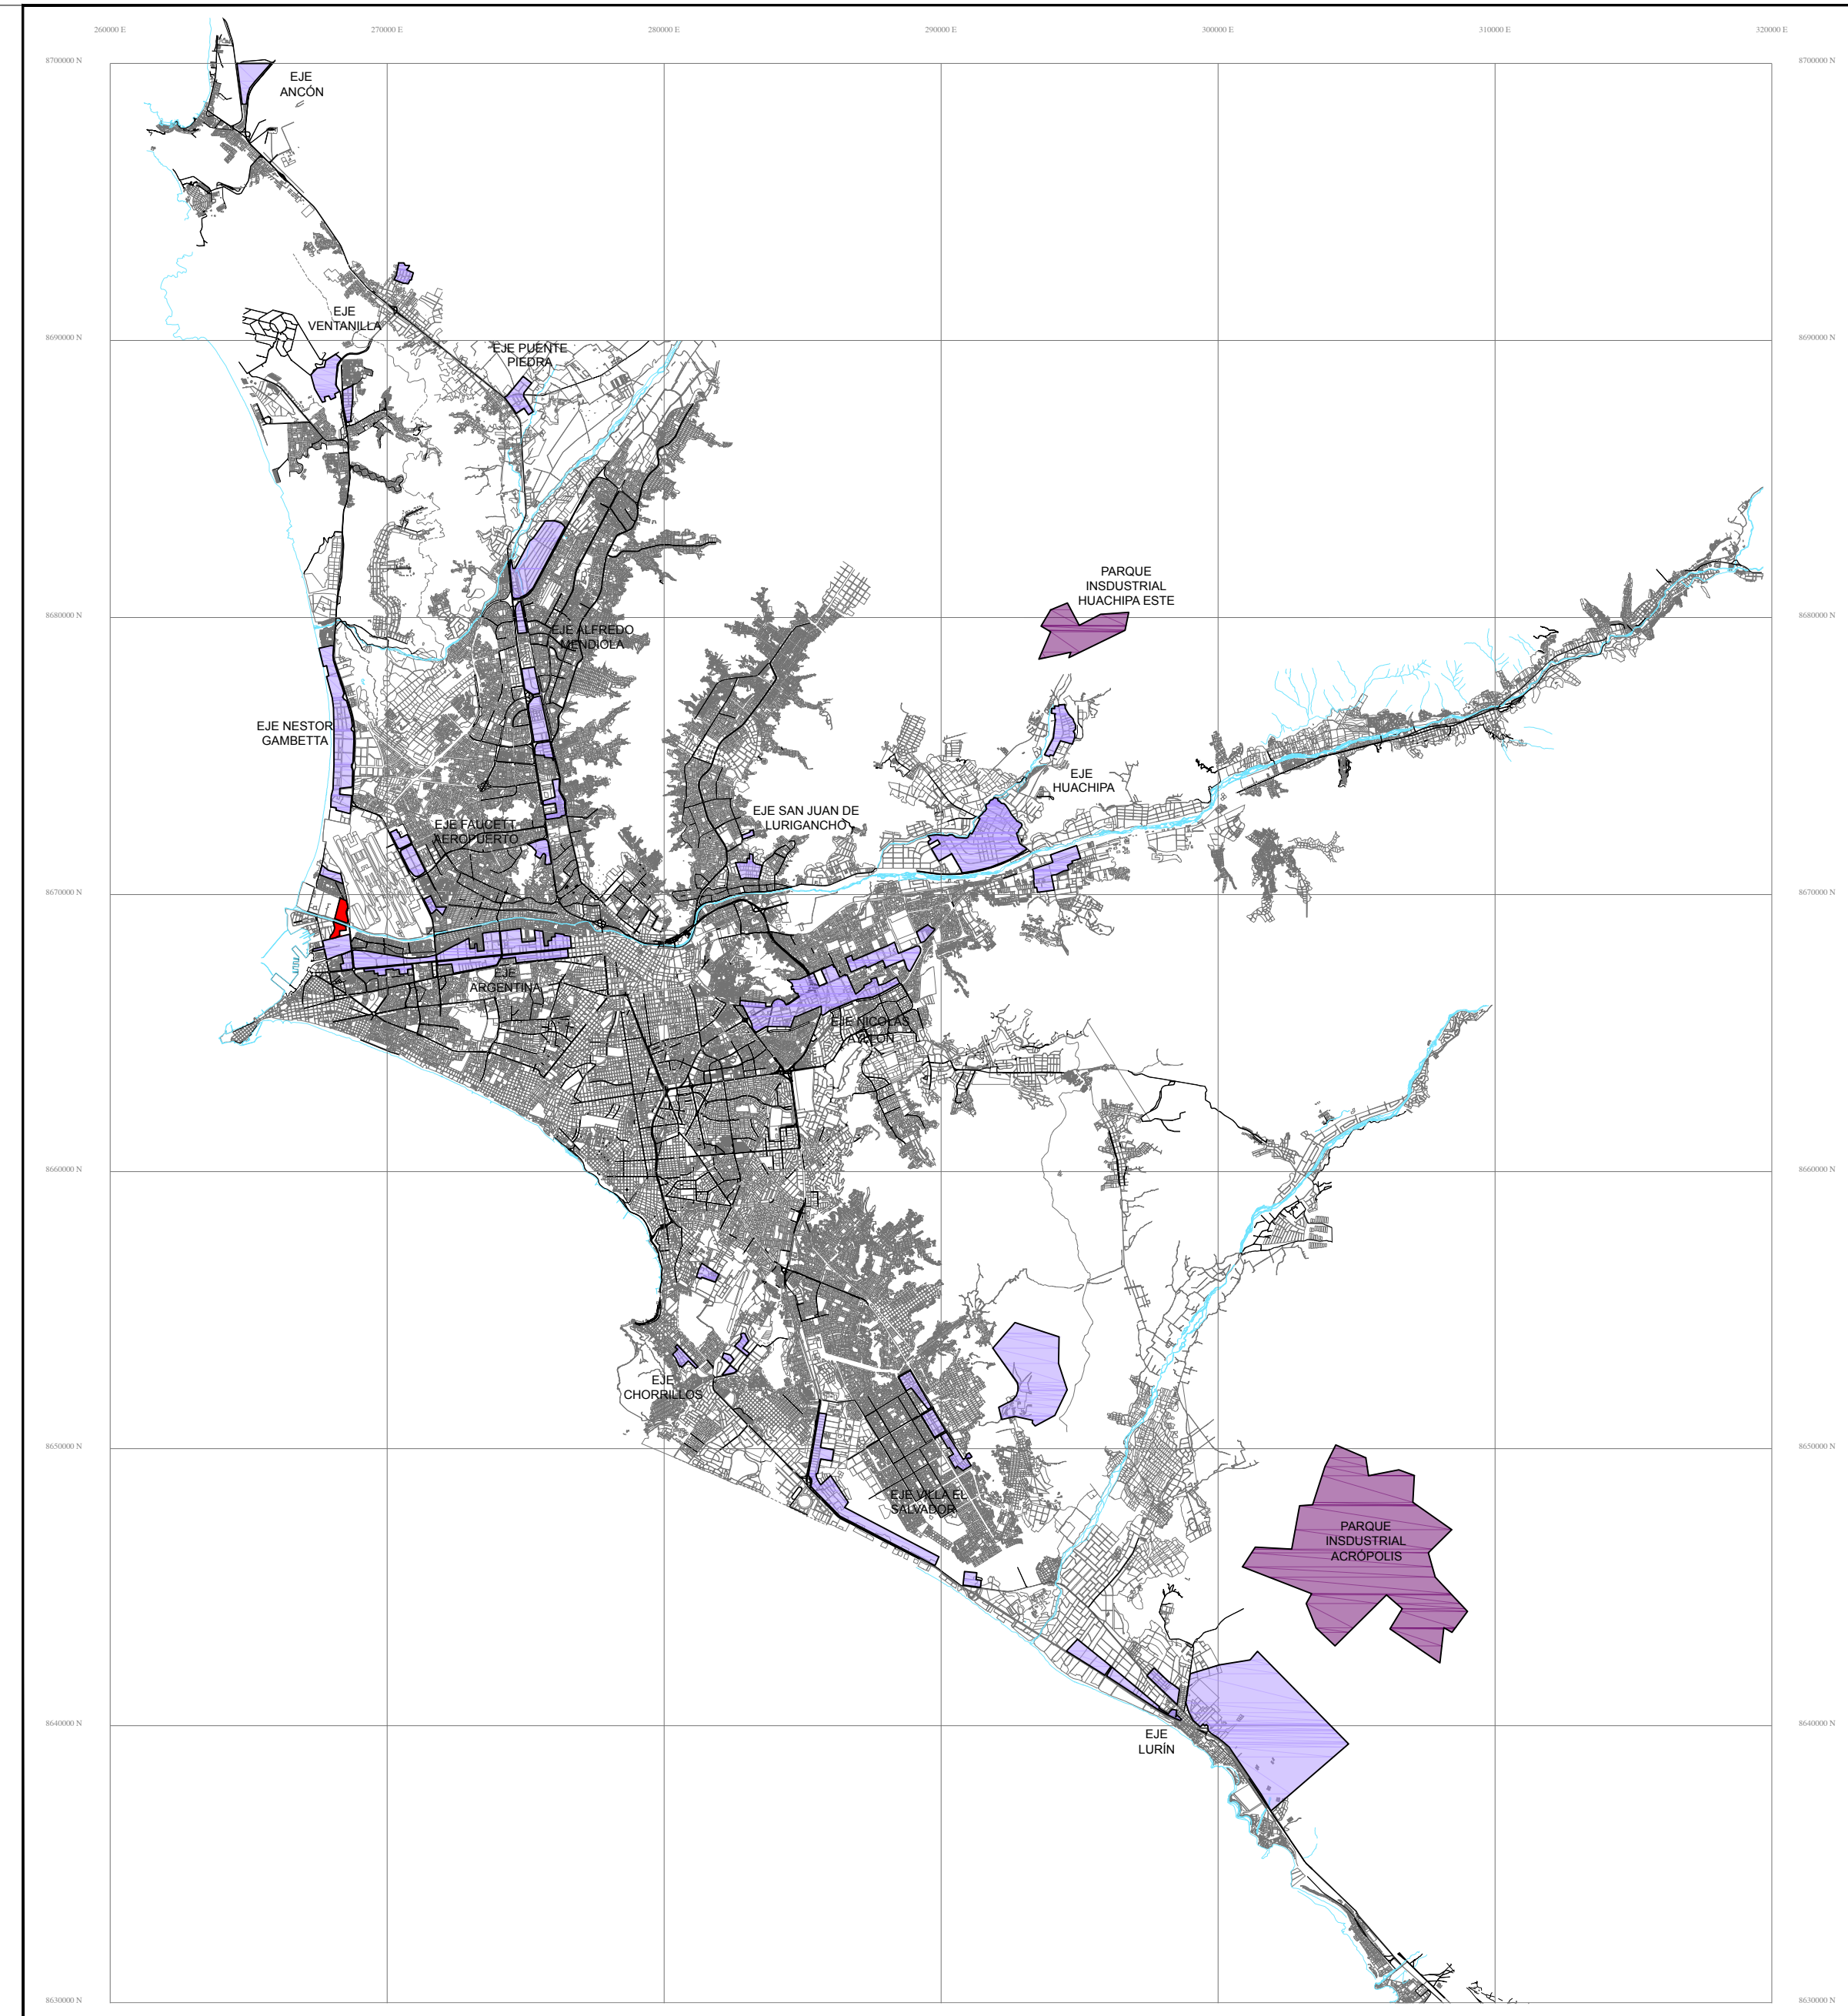 260000 E
270000 E
280000 E
290000 E
300000 E
310000 E
320000 E
8700000 N
8700000 N
EJE
ANCÓN
EJE
VENTANILLA
8690000 N
8690000 N
EJE PUENTE
PIEDRA
PARQUE
INSDUSTRIAL
HUACHIPA ESTE
8680000 N
8680000 N
EJE ALFREDO
MENDIOLA
EJE NESTOR
GAMBETTA
EJE
HUACHIPA
EJE SAN JUAN DE
LURIGANCHO
EJE FAUCETT-
AEROPUERTO
8670000 N
8670000 N
EJE
ARGENTINA
EJE NICOLÁS
AYLLÓN
8660000 N
8660000 N
EJE
CHORRILLOS
8650000 N
8650000 N
EJE VILLA EL
SALVADOR
PARQUE
INSDUSTRIAL
ACRÓPOLIS
8640000 N
8640000 N
EJE
LURÍN
8630000 N
8630000 N